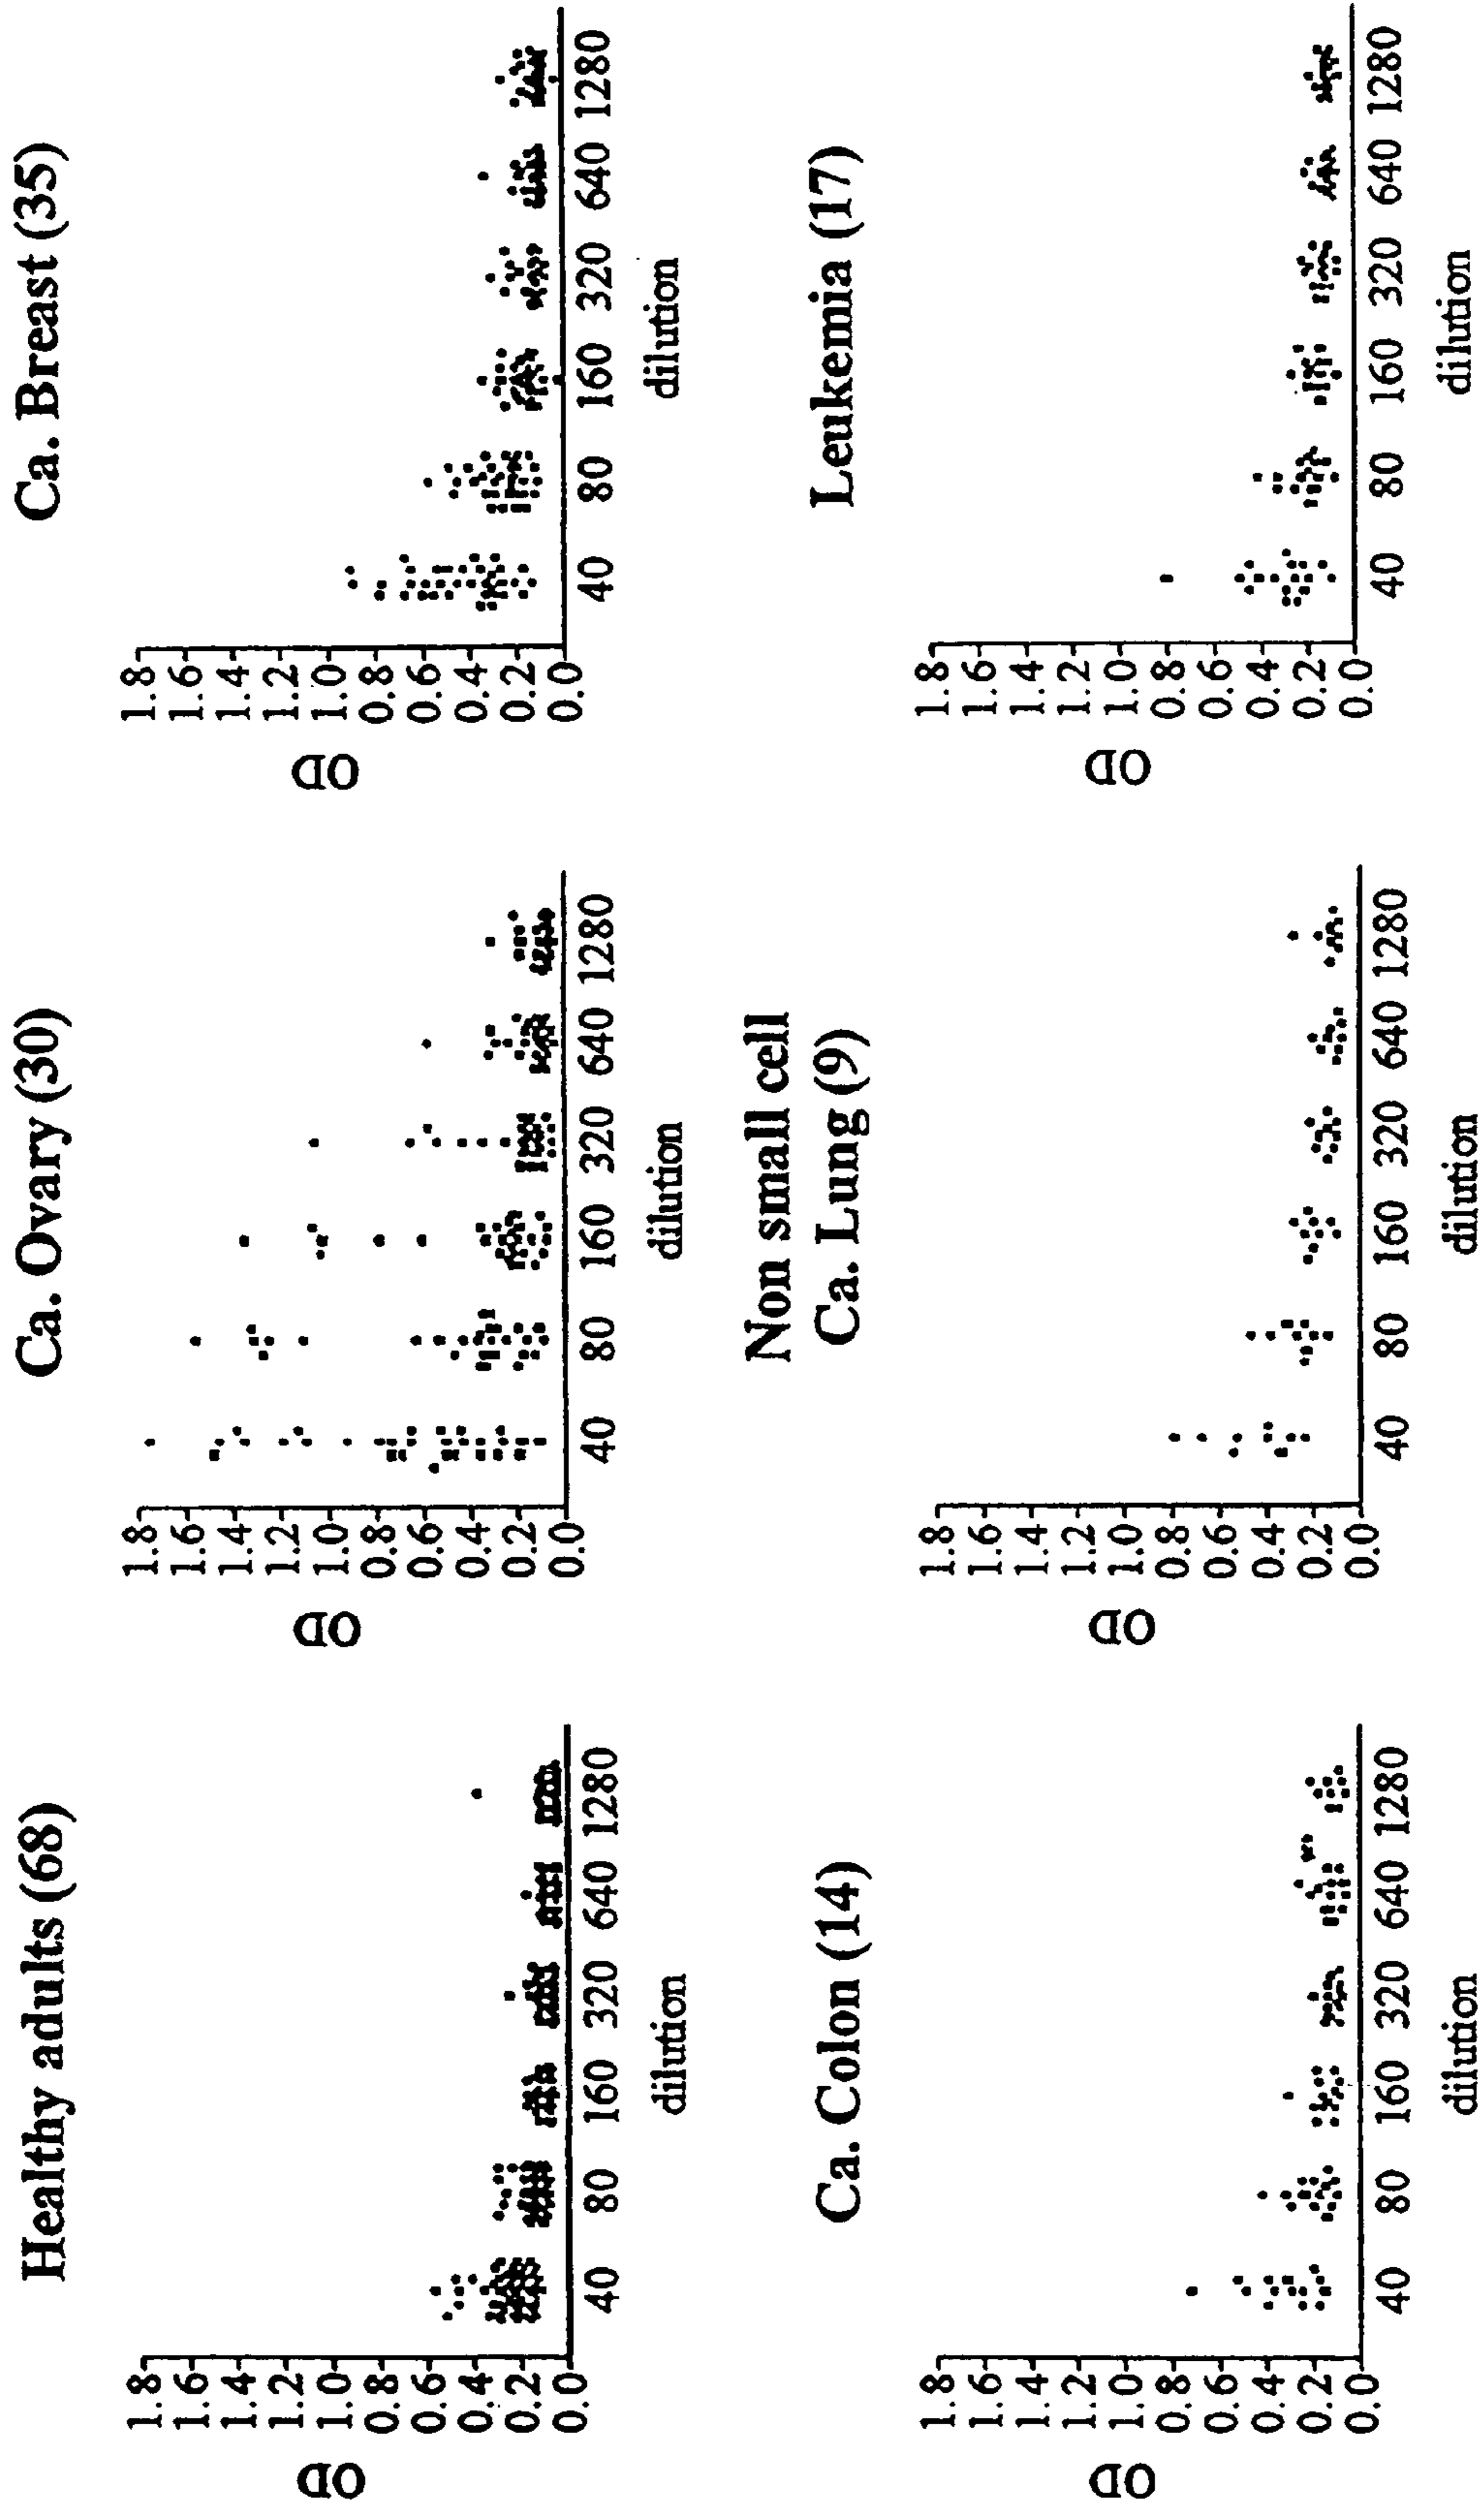 Healthy adults (68)
OD
1.8
1.6
1.4
1.2
1.0
0.8
0.6
0.4
0.2
0.0
40 80 160 320 640 1280
dilution
Ca. Ovary (30)
OD
1.8
1.6
1.4
1.2
1.0
0.8
0.6
0.4
0.2
0.0
40 80 160 320 640 1280
dilution
Ca. Breast (35)
OD
1.8
1.6
1.4
1.2
1.0
0.8
0.6
0.4
0.2
0.0
40 80 160 320 640 1280
dilution
Ca. Colon (14)
OD
1.8
1.6
1.4
1.2
1.0
0.8
0.6
0.4
0.2
0.0
40 80 160 320 640 1280
dilution
Non small cell
Ca. Lung (9)
OD
1.8
1.6
1.4
1.2
1.0
0.8
0.6
0.4
0.2
0.0
40 80 160 320 640 1280
dilution
Leukemia (17)
OD
1.8
1.6
1.4
1.2
1.0
0.8
0.6
0.4
0.2
0.0
40 80 160 320 640 1280
dilution